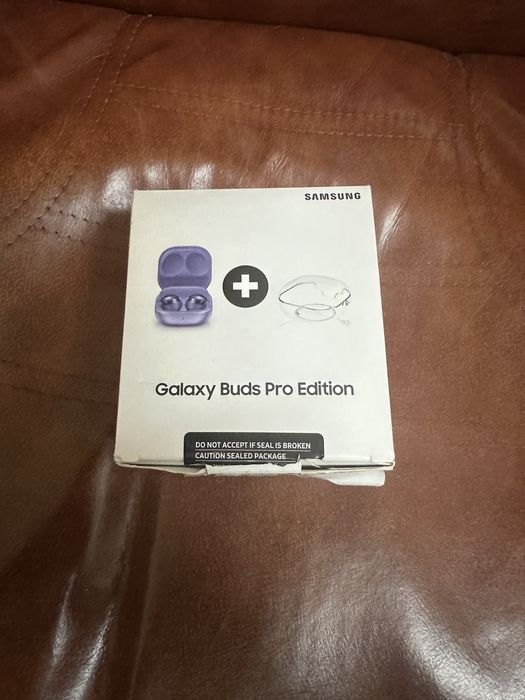 SAMSUNG
Galaxy Buds Pro Edition
DO NOT ACCEPT IF SEAL IS BROKEN
CAUTION SEALED PACKAGE